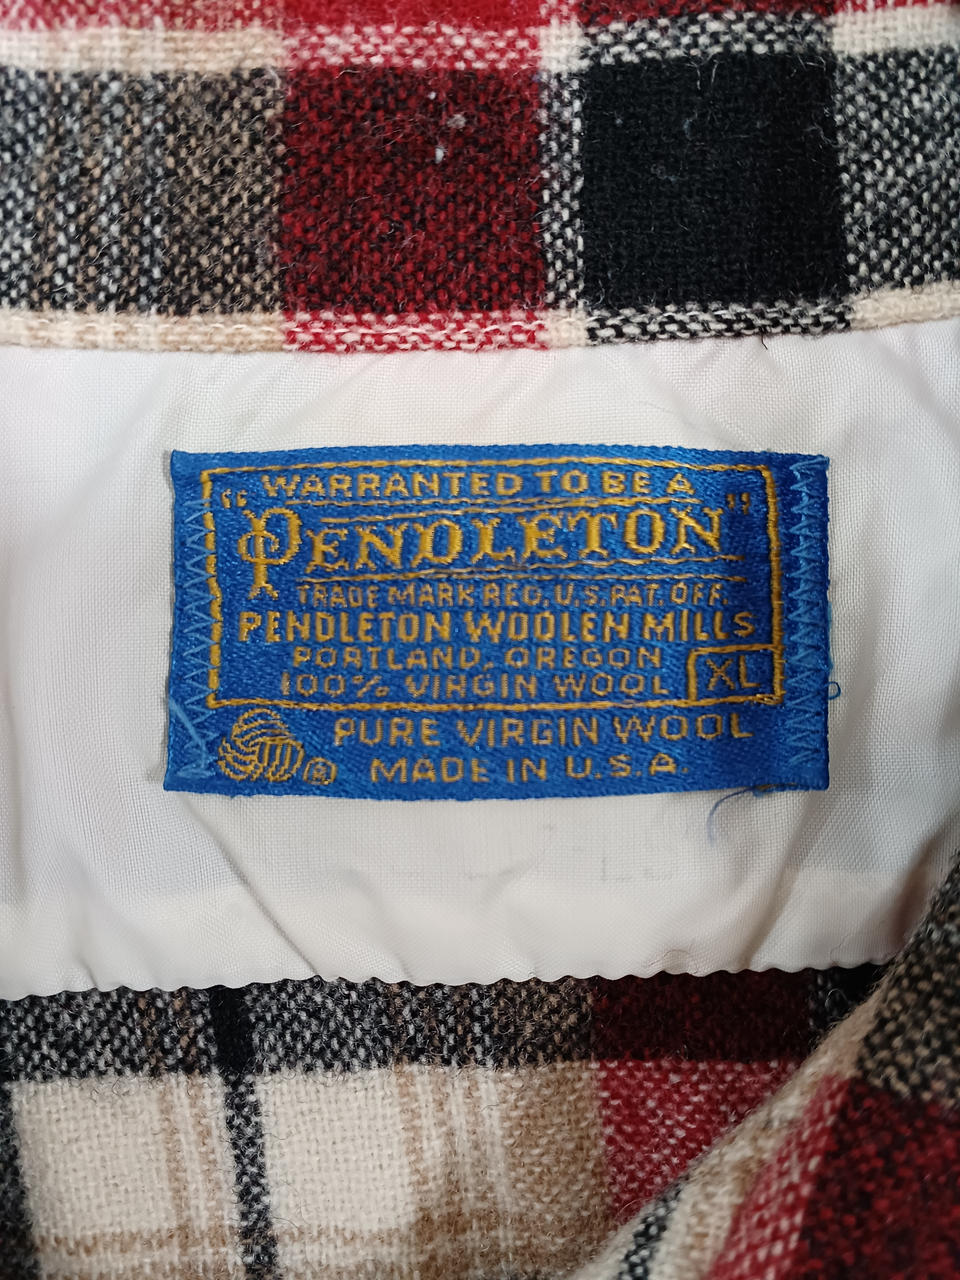 WARRANTED TO BE A
"PENDLETON"
TRADE MARK REG. U.S. PAT. OFF.
PENDLETON WOOLEN MILLS
PORTLAND, OREGON
100% VIRGIN WOOL XL
PURE VIRGIN WOOL
® MADE IN U.S.A.